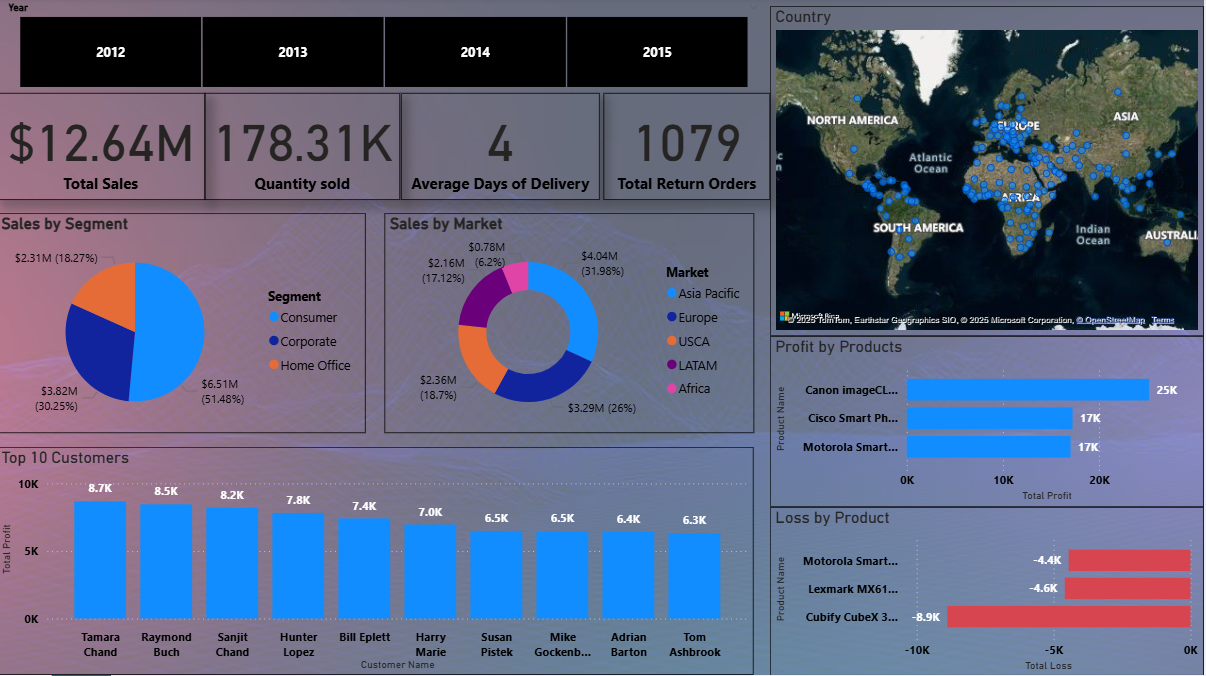 Year
2012
2013
2014
2015
$12.64M
Total Sales
178.31K
Quantity sold
4
Average Days of Delivery
1079
Total Return Orders
Sales by Segment
$2.31M (18.27%)
$3.82M
(30.25%)
$6.51M
(51.48%)
Segment
Consumer
Corporate
Home Office
Sales by Market
$0.78M
(6.2%)
$2.16M
(17.12%)
$4.04M
(31.98%)
$2.36M
(18.7%)
$3.29M (26%)
Market
Asia Pacific
Europe
USCA
LATAM
Africa
Top 10 Customers
Total Profit
10K
5K
0K
8.7K
8.5K
8.2K
7.8K
7.4K
7.0K
6.5K
6.5K
6.4K
6.3K
Tamara
Chand
Raymond
Buch
Sanjit
Chand
Hunter
Lopez
Bill Eplett
Harry
Marie
Susan
Pistek
Mike
Gockenb...
Adrian
Barton
Tom
Ashbrook
Customer Name
Country
NORTH AMERICA
EUROPE
ASIA
Atlantic
Ocean
AFRICA
SOUTH AMERICA
Indian
Ocean
AUSTRALI
c
n
© 2025 TomTom, Earthstar Geographics SIO, © 2025 Microsoft Corporation, © OpenStreetMap Terms
Profit by Products
Product Name
Canon imageCL...
25K
Cisco Smart Ph...
17K
Motorola Smart...
17K
0K
10K
20K
Total Profit
Loss by Product
Product Name
Motorola Smart...
-4.4K
Lexmark MX61...
-4.6K
Cubify CubeX 3...
-8.9K
-10K
-5K
0K
Total Loss